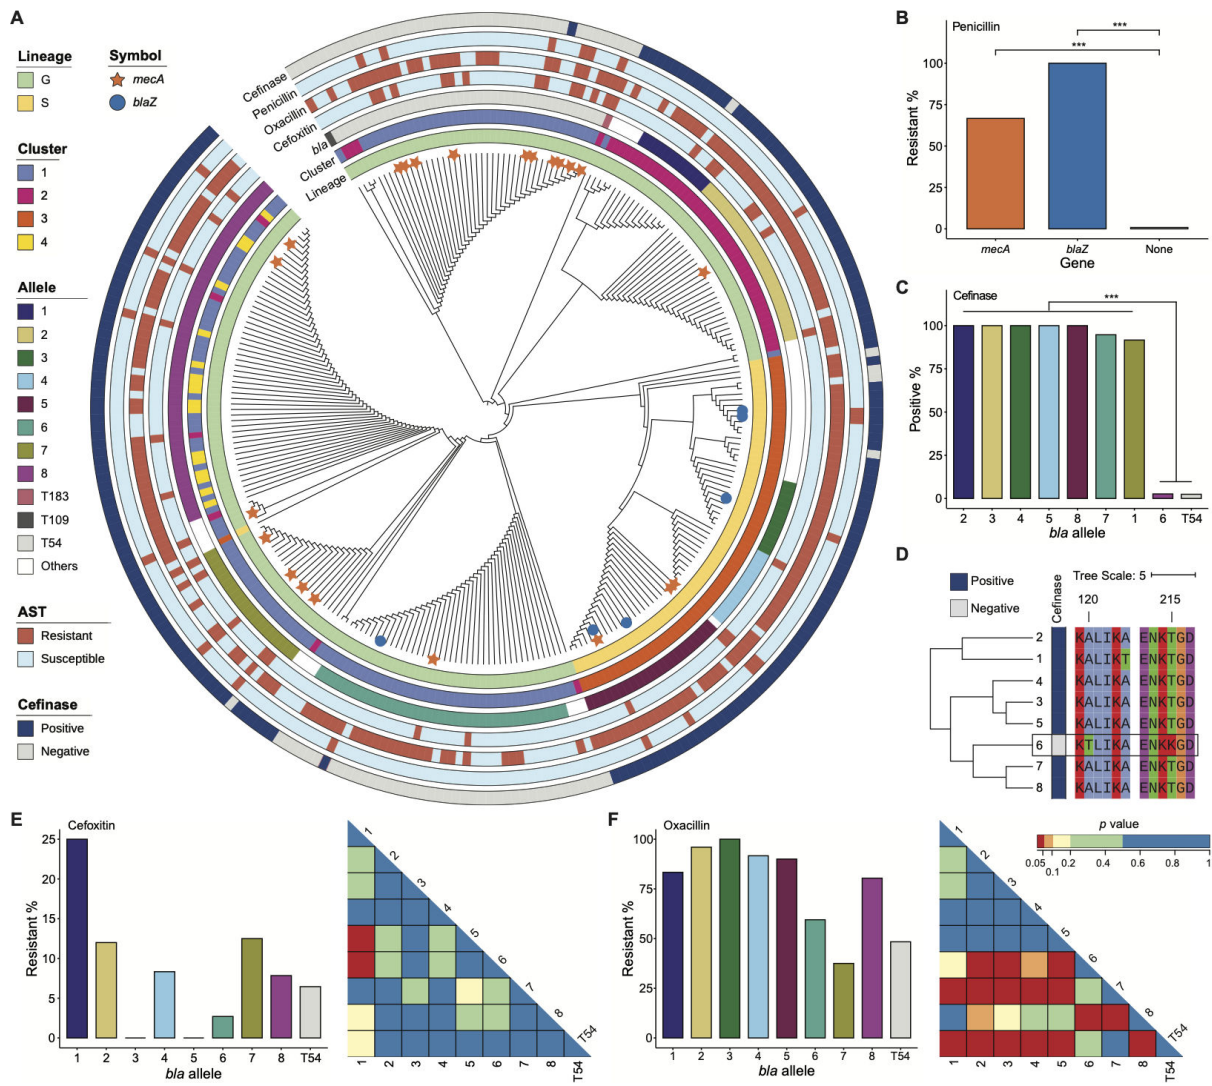 A
Lineage
G
S
Symbol
mecA
blaZ
Cluster
1
2
3
4
Allele
1
2
3
4
5
6
7
8
T183
T109
T54
Others
AST
Resistant
Susceptible
Cefinase
Positive
Negative
Cefinase
Penicillin
Oxacillin
Cefoxitin
bla
Cluster
Lineage
B
Penicillin
***
***
Resistant %
100
75
50
25
0
mecA
blaZ
None
Gene
C
Cefinase
***
Positive %
100
75
50
25
0
2 3 4 5 8 7 1 6 T54
bla allele
D
Positive
Negative
Cefinase
Tree Scale: 5
120 215
2 KALIKA ENKTGD
1 KALIKT ENKTGD
4 KALIKA ENKTGD
3 KALIKA ENKTGD
5 KALIKA ENKTGD
6 KTLIKA ENKKGD
7 KALIKA ENKTGD
8 KALIKA ENKTGD
E
Cefoxitin
Resistant %
25
20
15
10
5
0
1 2 3 4 5 6 7 8 T54
bla allele
1
2
3
4
5
6
7
8
T54
1 2 3 4 5 6 7 8 T54
F
Oxacillin
Resistant %
100
75
50
25
0
1 2 3 4 5 6 7 8 T54
bla allele
1
2
3
4
5
6
7
8
T54
1 2 3 4 5 6 7 8 T54
p value
0.05 0.1 0.2 0.5 1